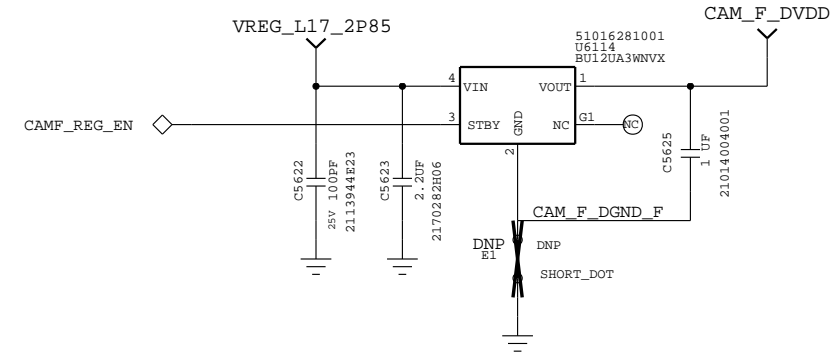 CAM_F_DVDD
VREG_L17_2P85
51016281001
U6114
BU12UA3WNVX
4
VIN
VOUT
1
CAMF_REG_EN
3
STBY
GND
NC
G1
NC
2
C5622
25V 100PF
2113944E23
C5623
2.2UF
2170282H06
C5625
1 UF
21014004001
CAM_F_DGND_F
DNP
E1
DNP
SHORT_DOT